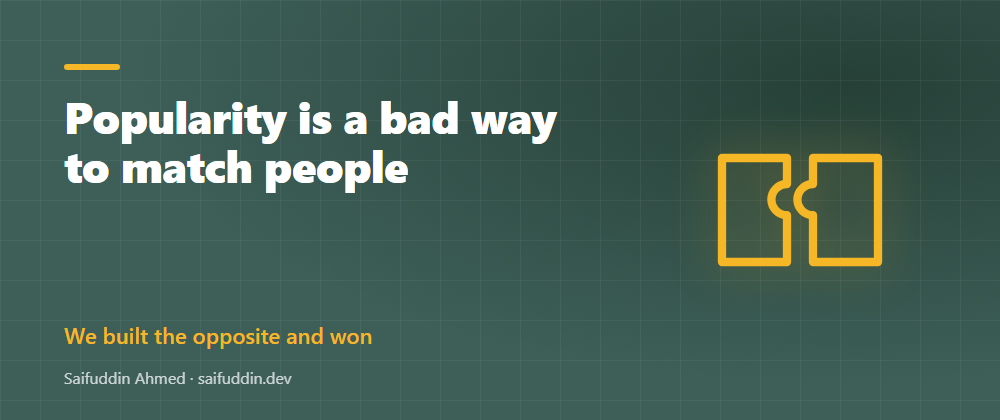 Popularity is a bad way
to match people
We built the opposite and won
Saifuddin Ahmed · saifuddin.dev